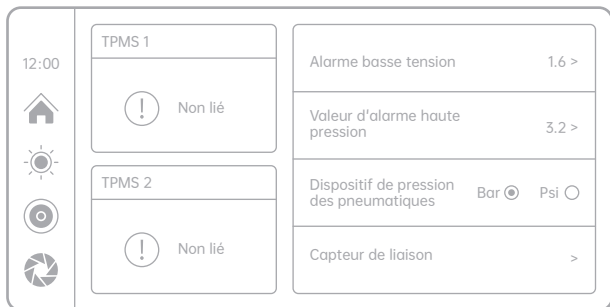 12:00
TPMS 1
Non lié
TPMS 2
Non lié
Alarme basse tension 1.6 >
Valeur d'alarme haute
pression 3.2 >
Dispositif de pression
des pneumatiques Bar Psi
Capteur de liaison >